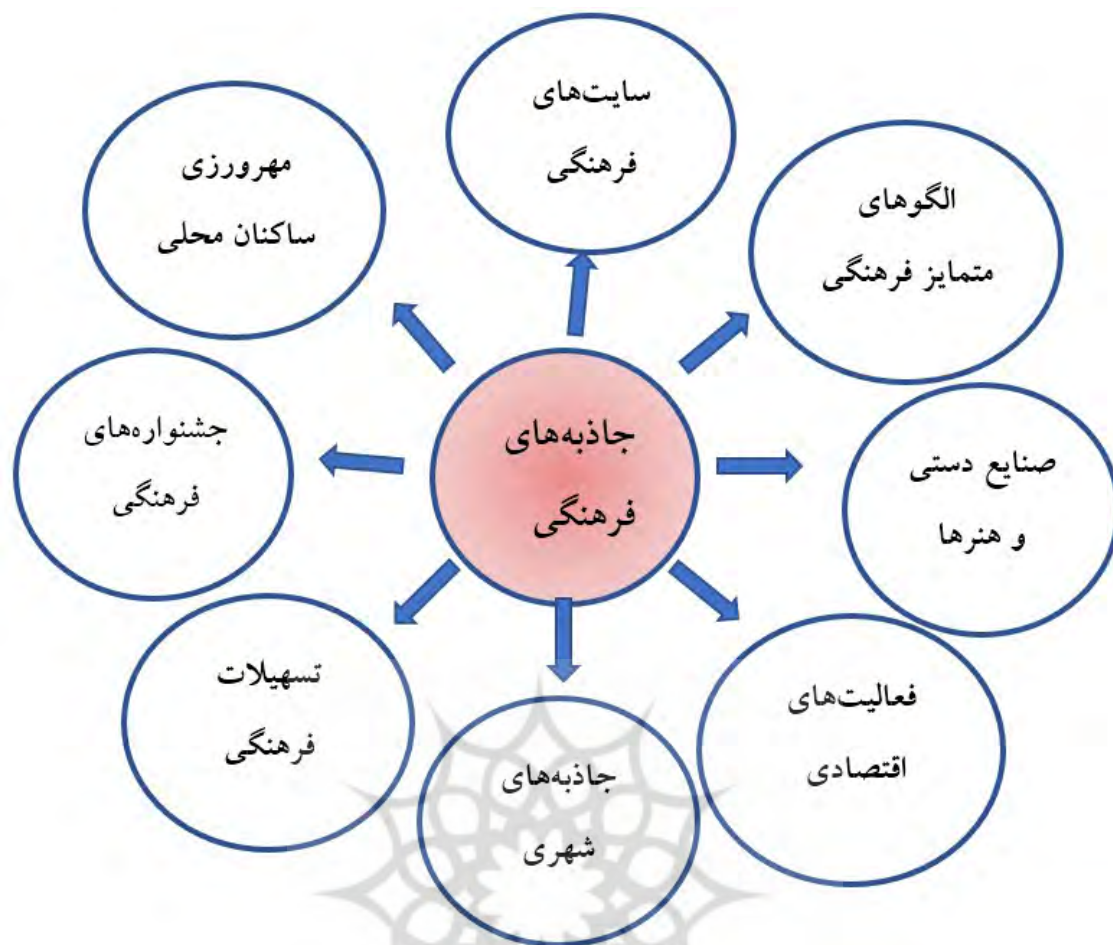 سایت‌های
فرهنگی
الگوهای
متمایز فرهنگی
صنایع دستی
و هنرها
فعالیت‌های
اقتصادی
جاذبه‌های
شهری
تسهیلات
فرهنگی
جشنواره‌های
فرهنگی
مهرورزی
ساکنان محلی
جاذبه‌های
فرهنگی